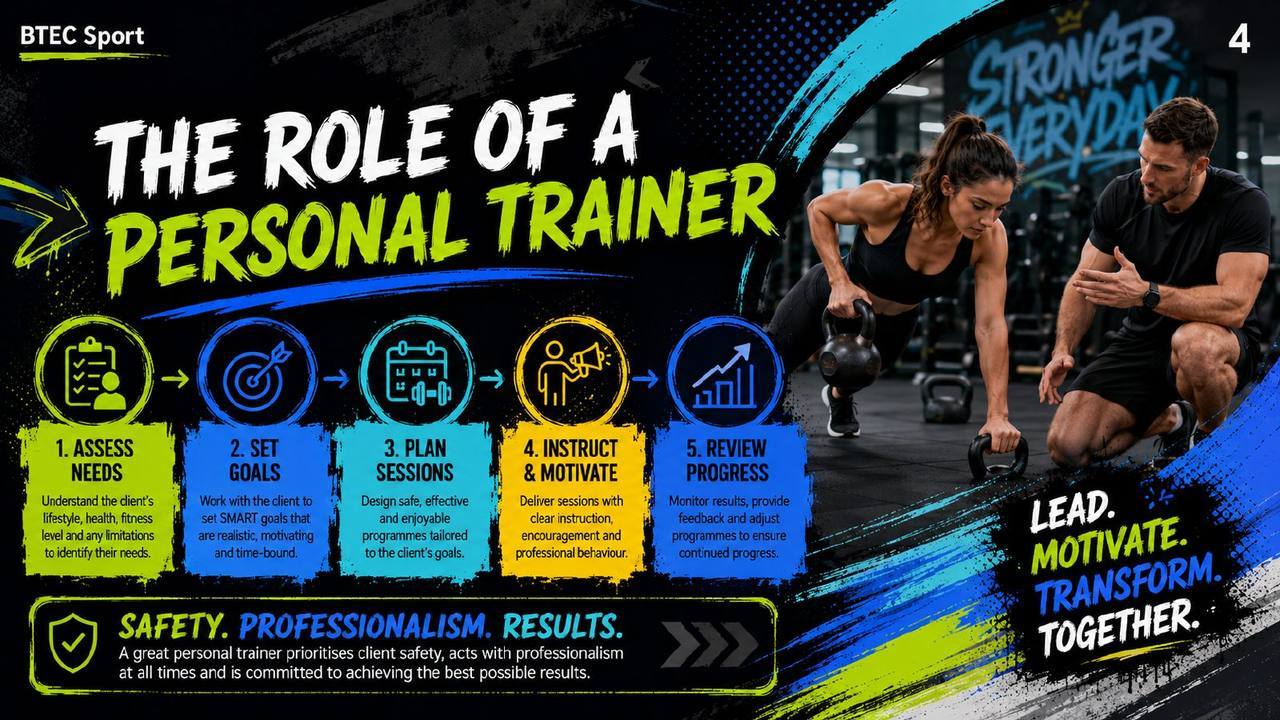 BTEC Sport
4
THE ROLE OF A
PERSONAL TRAINER
STRONGER
EVERYDAY
1. ASSESS
NEEDS
Understand the client's
lifestyle, health, fitness
level and any limitations
to identify their needs.
2. SET
GOALS
Work with the client to
set SMART goals that
are realistic, motivating
and time-bound.
3. PLAN
SESSIONS
Design safe, effective
and enjoyable
programmes tailored
to the client's goals.
4. INSTRUCT
& MOTIVATE
Deliver sessions with
clear instruction,
encouragement and
professional behaviour.
5. REVIEW
PROGRESS
Monitor results, provide
feedback and adjust
programmes to ensure
continued progress.
LEAD.
MOTIVATE.
TRANSFORM.
TOGETHER.
SAFETY. PROFESSIONALISM. RESULTS.
A great personal trainer prioritises client safety, acts with professionalism
at all times and is committed to achieving the best possible results.